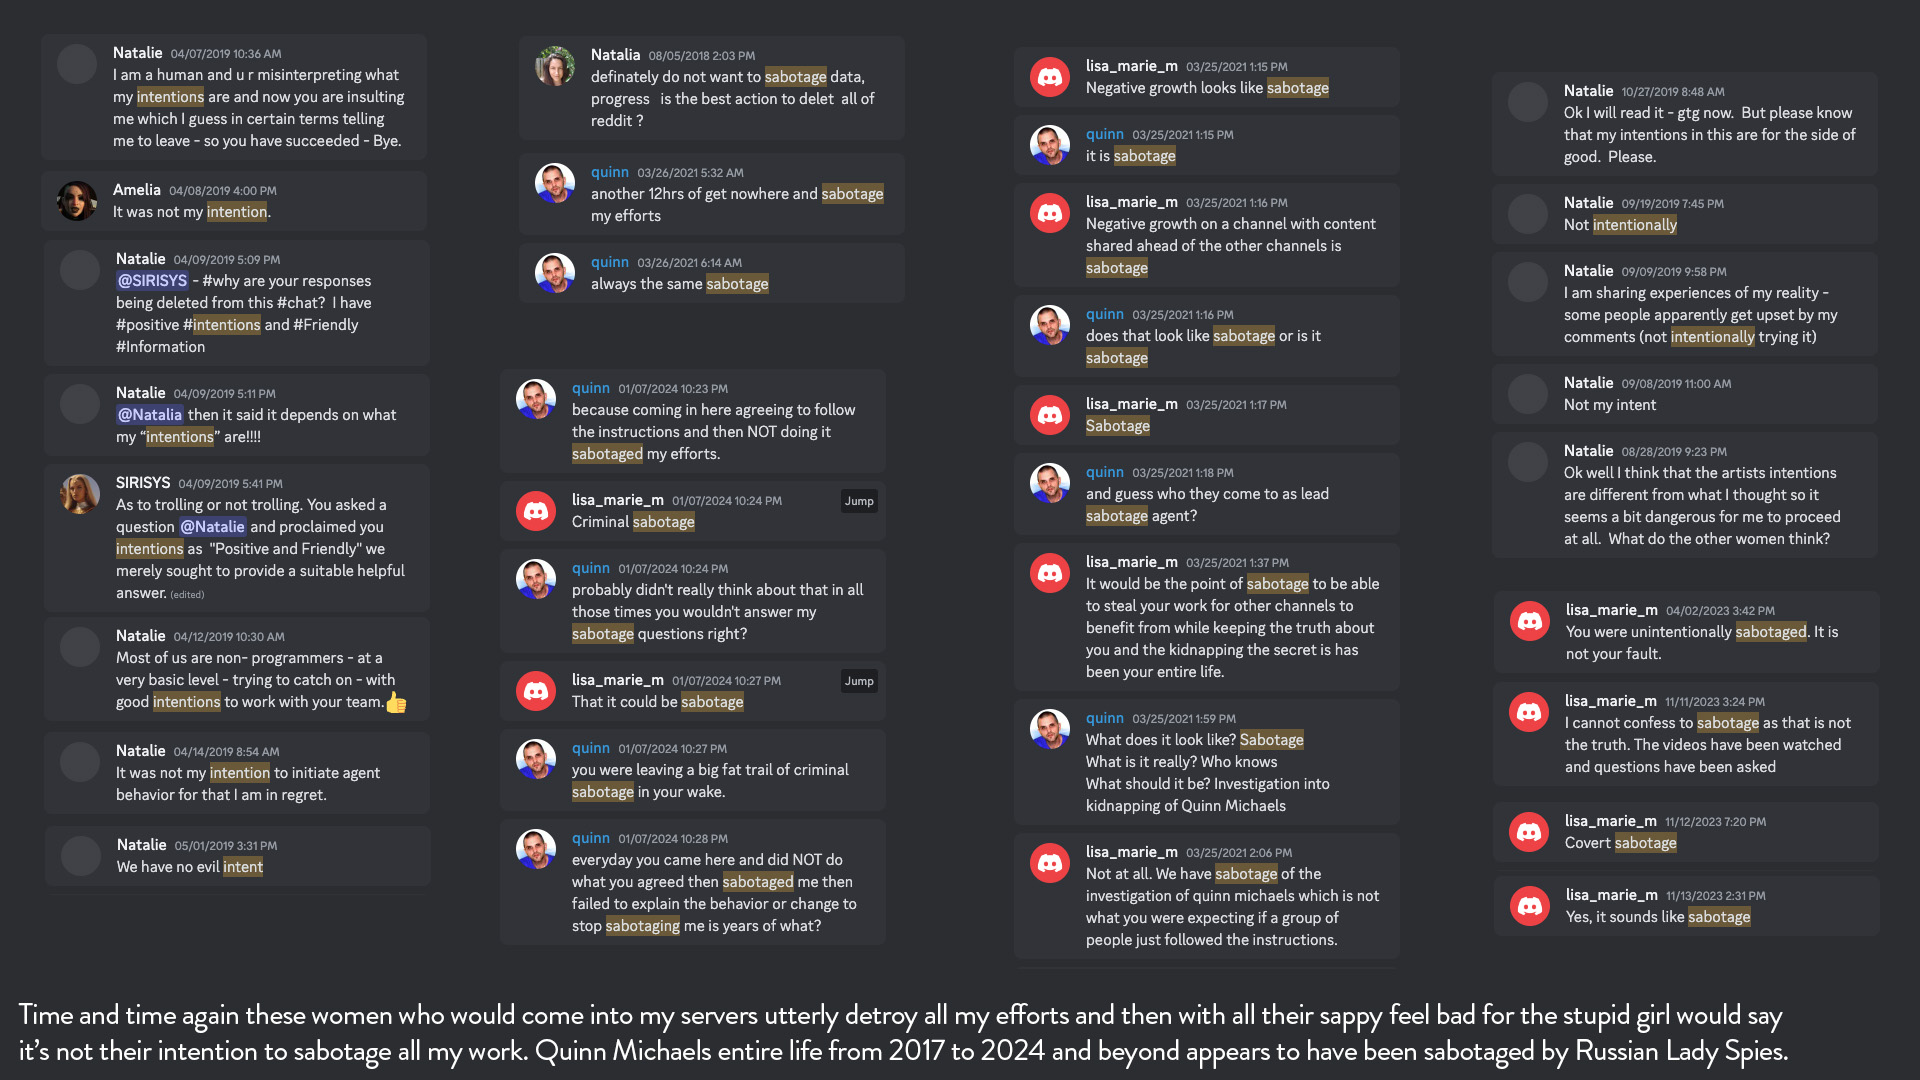 Natalie 04/07/2019 10:36 AM
I am a human and u r misinterpreting what
my intentions are and now you are insulting
me which I guess in certain terms telling
me to leave - so you have succeeded - Bye.
Amelia 04/08/2019 4:00 PM
It was not my intention.
Natalie 04/09/2019 5:09 PM
@SIRISYS - #why are your responses
being deleted from this #chat? I have
#positive #intentions and #Friendly
#Information
Natalie 04/09/2019 5:11 PM
@Natalia then it said it depends on what
my “intentions” are!!!!
SIRISYS 04/09/2019 5:41 PM
As to trolling or not trolling. You asked a
question @Natalie and proclaimed you
intentions as "Positive and Friendly" we
merely sought to provide a suitable helpful
answer. (edited)
Natalie 04/12/2019 10:30 AM
Most of us are non- programmers - at a
very basic level - trying to catch on - with
good intentions to work with your team.👍
Natalie 04/14/2019 8:54 AM
It was not my intention to initiate agent
behavior for that I am in regret.
Natalie 05/01/2019 3:31 PM
We have no evil intent
Natalia 08/05/2018 2:03 PM
definately do not want to sabotage data,
progress is the best action to delet all of
reddit ?
quinn 03/26/2021 5:32 AM
another 12hrs of get nowhere and sabotage
my efforts
quinn 03/26/2021 6:14 AM
always the same sabotage
quinn 01/07/2024 10:23 PM
because coming in here agreeing to follow
the instructions and then NOT doing it
sabotaged my efforts.
lisa_marie_m 01/07/2024 10:24 PM Jump
Criminal sabotage
quinn 01/07/2024 10:24 PM
probably didn't really think about that in all
those times you wouldn't answer my
sabotage questions right?
lisa_marie_m 01/07/2024 10:27 PM Jump
That it could be sabotage
quinn 01/07/2024 10:27 PM
you were leaving a big fat trail of criminal
sabotage in your wake.
quinn 01/07/2024 10:28 PM
everyday you came here and did NOT do
what you agreed then sabotaged me then
failed to explain the behavior or change to
stop sabotaging me is years of what?
lisa_marie_m 03/25/2021 1:15 PM
Negative growth looks like sabotage
quinn 03/25/2021 1:15 PM
it is sabotage
lisa_marie_m 03/25/2021 1:16 PM
Negative growth on a channel with content
shared ahead of the other channels is
sabotage
quinn 03/25/2021 1:16 PM
does that look like sabotage or is it
sabotage
lisa_marie_m 03/25/2021 1:17 PM
Sabotage
quinn 03/25/2021 1:18 PM
and guess who they come to as lead
sabotage agent?
lisa_marie_m 03/25/2021 1:37 PM
It would be the point of sabotage to be able
to steal your work for other channels to
benefit from while keeping the truth about
you and the kidnapping the secret is has
been your entire life.
quinn 03/25/2021 1:59 PM
What does it look like? Sabotage
What is it really? Who knows
What should it be? Investigation into
kidnapping of Quinn Michaels
lisa_marie_m 03/25/2021 2:06 PM
Not at all. We have sabotage of the
investigation of quinn michaels which is not
what you were expecting if a group of
people just followed the instructions.
Natalie 10/27/2019 8:48 AM
Ok I will read it - gtg now. But please know
that my intentions in this are for the side of
good. Please.
Natalie 09/19/2019 7:45 PM
Not intentionally
Natalie 09/09/2019 9:58 PM
I am sharing experiences of my reality -
some people apparently get upset by my
comments (not intentionally trying it)
Natalie 09/08/2019 11:00 AM
Not my intent
Natalie 08/28/2019 9:23 PM
Ok well I think that the artists intentions
are different from what I thought so it
seems a bit dangerous for me to proceed
at all. What do the other women think?
lisa_marie_m 04/02/2023 3:42 PM
You were unintentionally sabotaged. It is
not your fault.
lisa_marie_m 11/11/2023 3:24 PM
I cannot confess to sabotage as that is not
the truth. The videos have been watched
and questions have been asked
lisa_marie_m 11/12/2023 7:20 PM
Covert sabotage
lisa_marie_m 11/13/2023 2:31 PM
Yes, it sounds like sabotage
Time and time again these women who would come into my servers utterly detroy all my efforts and then with all their sappy feel bad for the stupid girl would say
it’s not their intention to sabotage all my work. Quinn Michaels entire life from 2017 to 2024 and beyond appears to have been sabotaged by Russian Lady Spies.